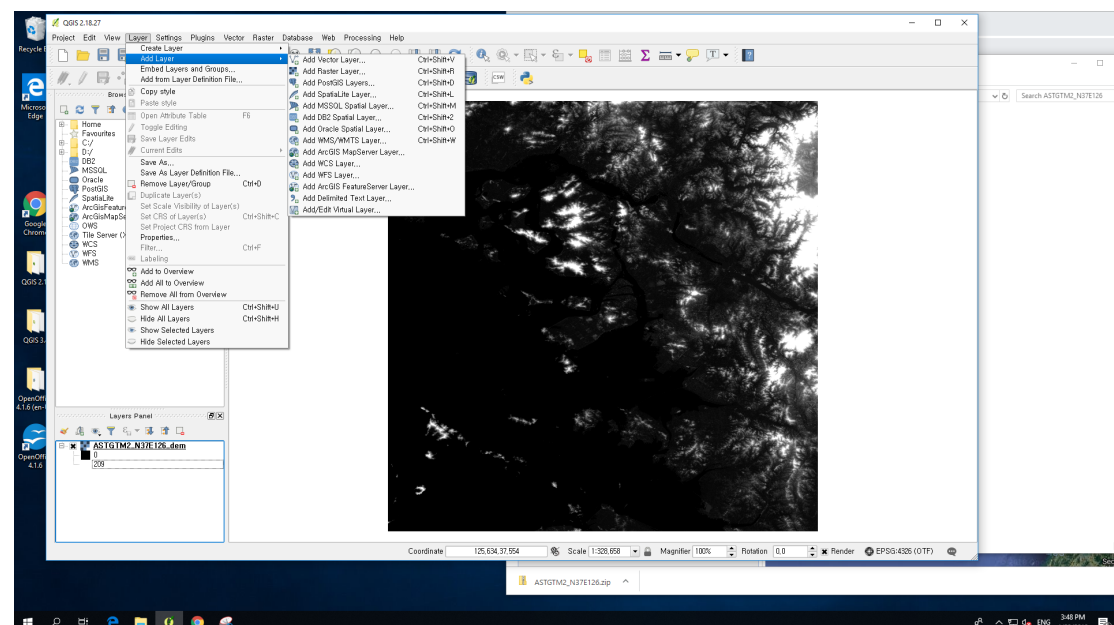 QGIS 2.18.27
Project Edit View Layer Settings Plugins Vector Raster Database Web Processing Help
Create Layer
Add Layer
Embed Layers and Groups...
Add from Layer Definition File...
Copy style
Paste style
Open Attribute Table F6
Toggle Editing
Save Layer Edits
Current Edits
Save As...
Save As Layer Definition File...
Remove Layer/Group Ctrl+D
Duplicate Layer(s)
Set Scale Visibility of Layer(s)
Set CRS of Layer(s) Ctrl+Shift+C
Set Project CRS from Layer
Properties...
Filter... Ctrl+F
Labeling
Add to Overview
Add All to Overview
Remove All from Overview
Show All Layers Ctrl+Shift+U
Hide All Layers Ctrl+Shift+H
Show Selected Layers
Hide Selected Layers
Add Vector Layer... Ctrl+Shift+V
Add Raster Layer... Ctrl+Shift+R
Add PostGIS Layers... Ctrl+Shift+D
Add SpatiaLite Layer... Ctrl+Shift+L
Add MSSQL Spatial Layer... Ctrl+Shift+M
Add DB2 Spatial Layer... Ctrl+Shift+2
Add Oracle Spatial Layer... Ctrl+Shift+O
Add WMS/WMTS Layer... Ctrl+Shift+W
Add ArcGIS MapServer Layer...
Add WCS Layer...
Add WFS Layer...
Add ArcGIS FeatureServer Layer...
Add Delimited Text Layer...
Add/Edit Virtual Layer...
CSW
Recycle
Microso
Edge
Google
Chrom
QGIS 2.1
QGIS 3.
OpenOffi
4.1.6 (en-
OpenOffi
4.1.6
Brow
Home
Favourites
C:/
D:/
DB2
MSSQL
Oracle
PostGIS
SpatiaLite
ArcGisFeatur
ArcGisMapSe
OWS
Tile Server (X
WCS
WFS
WMS
Layers Panel
ASTGTM2_N37E126_dem
0
209
Search ASTGTM2_N37E126
Coordinate 125,634,37,554 Scale 1:328,658 Magnifier 100% Rotation 0,0 Render EPSG:4326 (OTF)
ASTGTM2_N37E126.zip
ENG 3:48 PM